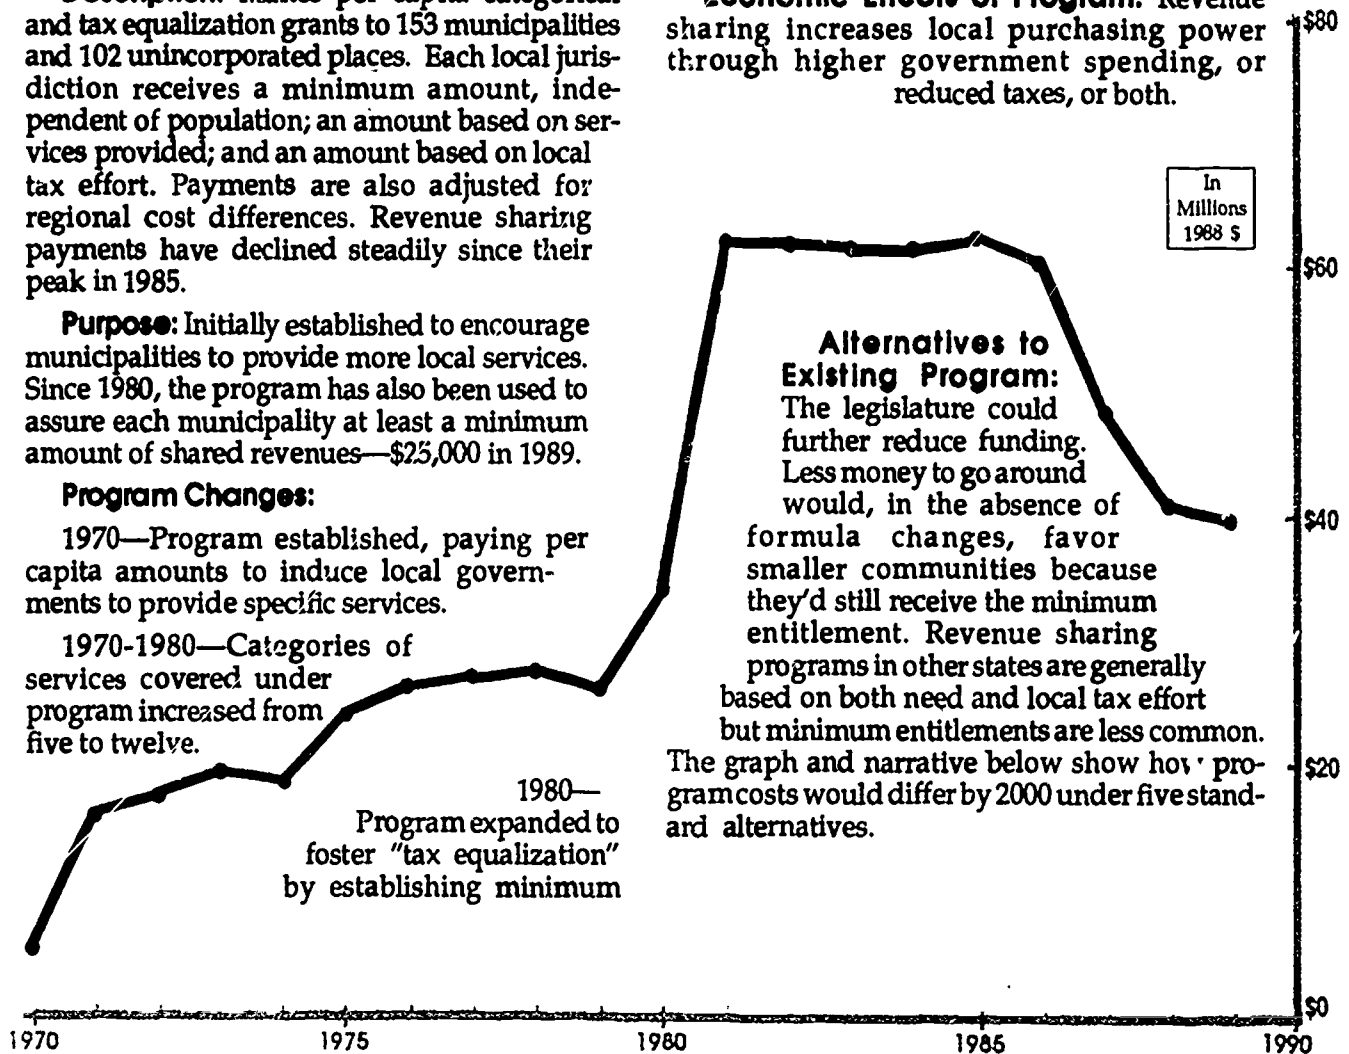 and tax equalization grants to 153 municipalities
and 102 unincorporated places. Each local juris-
diction receives a minimum amount, inde-
pendent of population; an amount based on ser-
vices provided; and an amount based on local
tax effort. Payments are also adjusted for
regional cost differences. Revenue sharing
payments have declined steadily since their
peak in 1985.
Purpose: Initially established to encourage
municipalities to provide more local services.
Since 1980, the program has also been used to
assure each municipality at least a minimum
amount of shared revenues—$25,000 in 1989.
Program Changes:
1970—Program established, paying per
capita amounts to induce local govern-
ments to provide specific services.
1970-1980—Categories of
services covered under
program increased from
five to twelve.
1980—
Program expanded to
foster "tax equalization"
by establishing minimum
Economic Effects of Program: Revenue
sharing increases local purchasing power
through higher government spending, or
reduced taxes, or both.
In
Millions
1988 $
Alternatives to
Existing Program:
The legislature could
further reduce funding.
Less money to go around
would, in the absence of
formula changes, favor
smaller communities because
they'd still receive the minimum
entitlement. Revenue sharing
programs in other states are generally
based on both need and local tax effort
but minimum entitlements are less common.
The graph and narrative below show how pro-
gram costs would differ by 2000 under five stand-
ard alternatives.
$80
$60
$40
$20
$0
1970 1975 1980 1985 1990